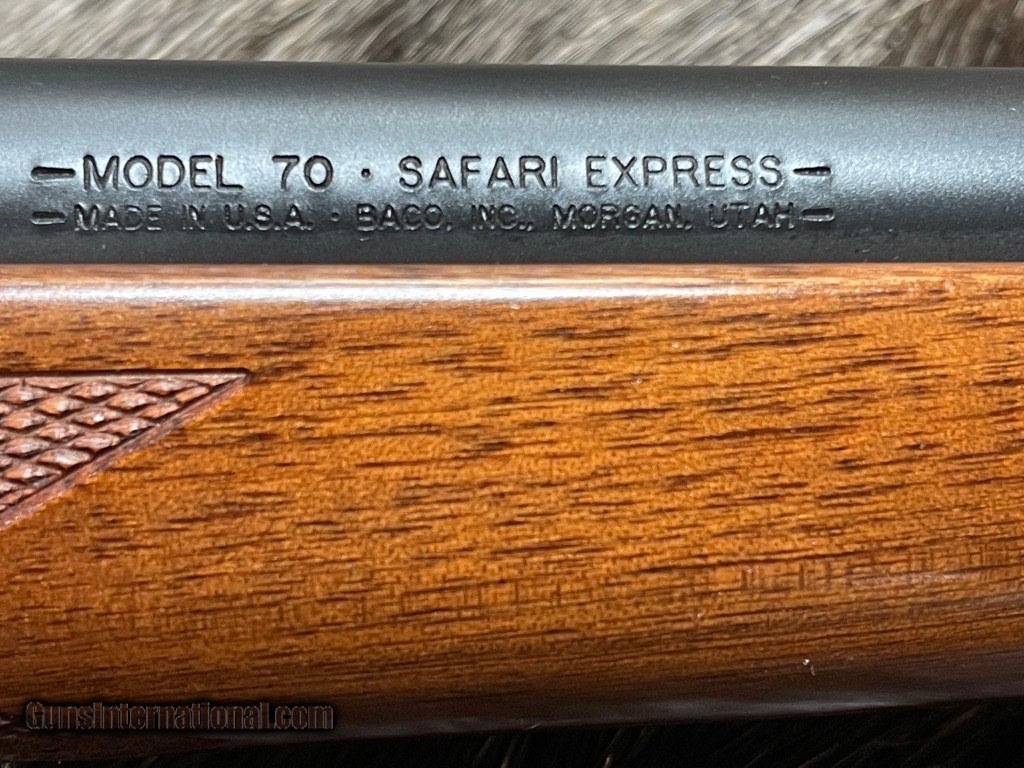 MODEL 70 · SAFARI EXPRESS
MADE IN U.S.A. · BACO, INC., MORGAN, UTAH
GunsInternational.com